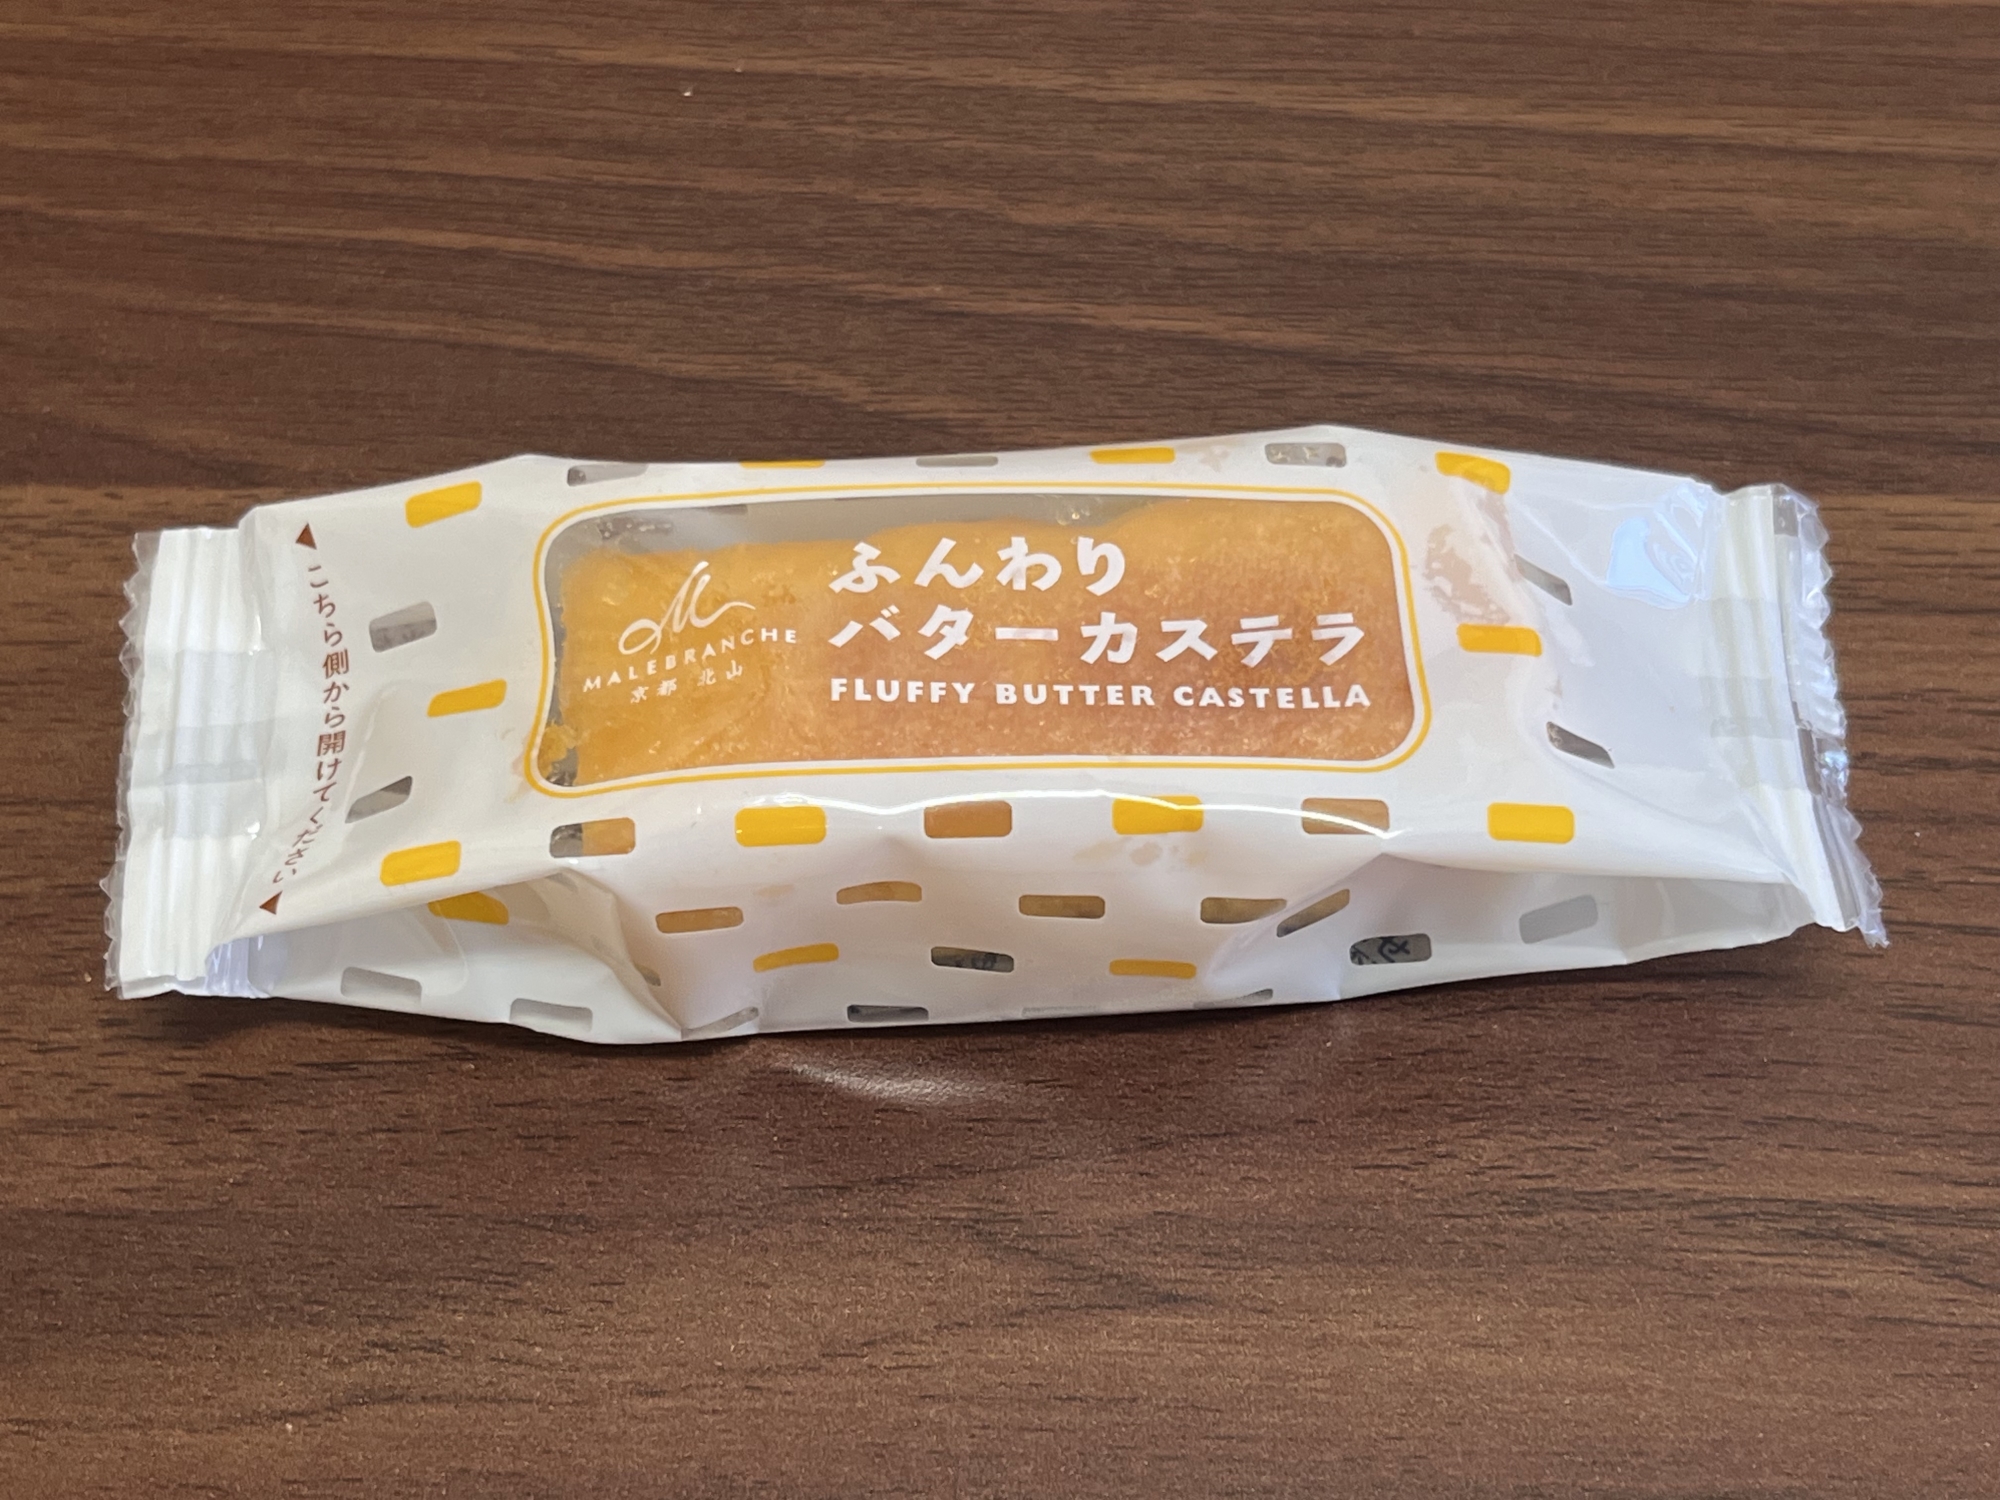 こちら側から開けてください
MALEBRANCHE
京都 北山
ふんわり
バターカステラ
FLUFFY BUTTER CASTELLA